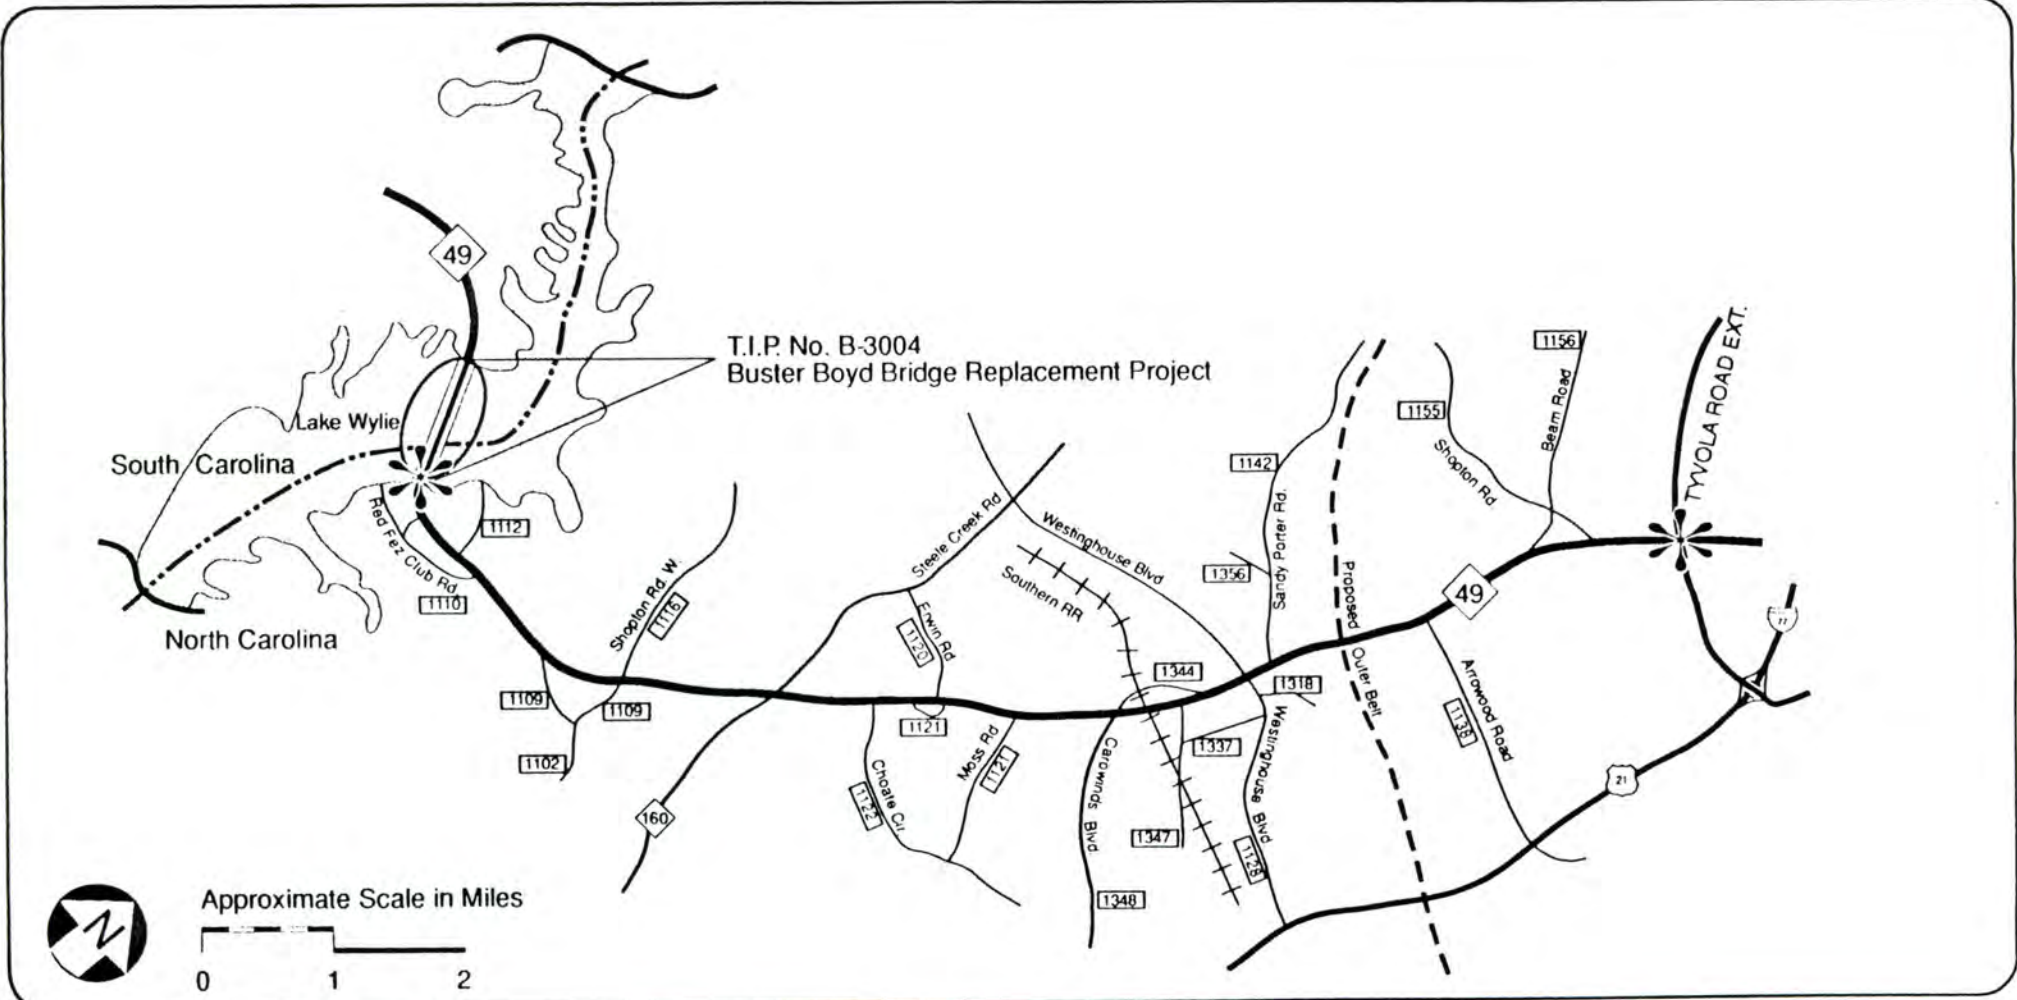 49
T.I.P. No. B-3004
Buster Boyd Bridge Replacement Project
Lake Wylie
South Carolina
North Carolina
Red Fez Club Rd.
1110
1112
Shopton Rd. W.
1116
1109
1109
1102
160
Steele Creek Rd
Erwin Rd
1120
1121
Choate Cir
1122
Moss Rd
1121
Westinghouse Blvd
Southern RR
1344
Carowinds Blvd
1348
1347
1337
1318
Westinghouse Blvd
1128
1142
Sandy Porter Rd.
1356
Proposed
Outer Belt
1155
Shopton Rd.
1156
Beam Road
TYVOLA ROAD EXT.
49
Arrowood Road
1138
21
77
N
Approximate Scale in Miles
0 1 2